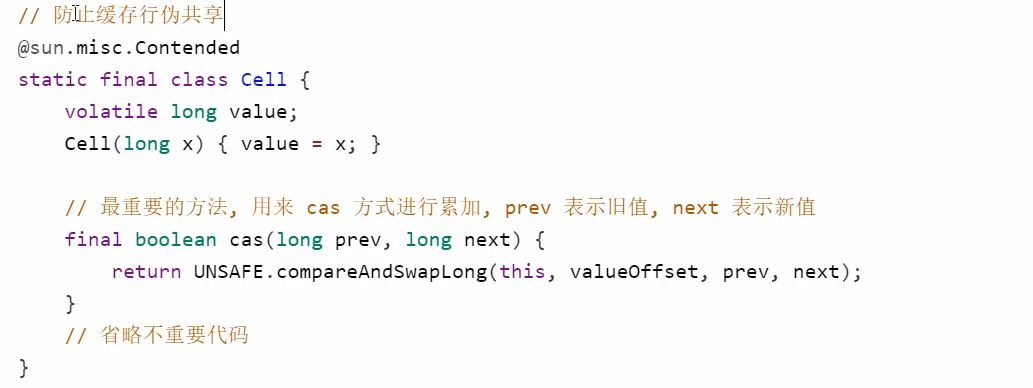 // 防止缓存行伪共享
@sun.misc.Contended
static final class Cell {
    volatile long value;
    Cell(long x) { value = x; }

    // 最重要的方法, 用来 cas 方式进行累加, prev 表示旧值, next 表示新值
    final boolean cas(long prev, long next) {
        return UNSAFE.compareAndSwapLong(this, valueOffset, prev, next);
    }
    // 省略不重要代码
}